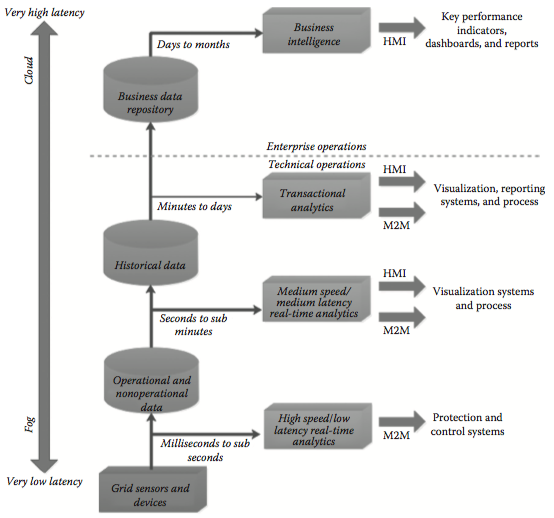 Very high latency
Cloud
Days to months
Business
intelligence
HMI
Key performance
indicators,
dashboards, and reports
Business data
repository
Enterprise operations
Technical operations
Minutes to days
Transactional
analytics
HMI
M2M
Visualization, reporting
systems, and process
Historical data
Seconds to sub
minutes
Medium speed/
medium latency
real-time analytics
HMI
M2M
Visualization systems
and process
Operational and
nonoperational
data
Fog
Milliseconds to sub
seconds
High speed/low
latency real-time
analytics
M2M
Protection and
control systems
Very low latency
Grid sensors and
devices